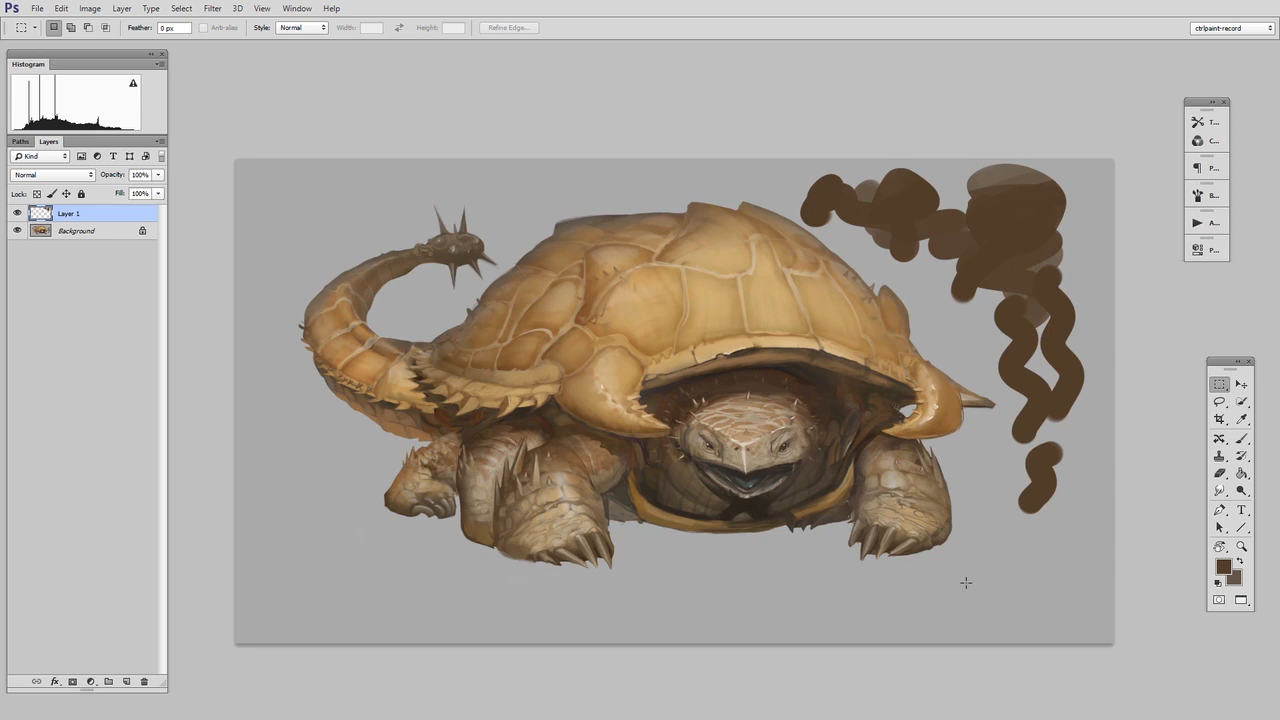 Ps File Edit Image Layer Type Select Filter 3D View Window Help
Feather: 0 px Anti-alias Style: Normal Width: Height: Refine Edge... ctrlpaint-record
Histogram
Paths Layers
Kind
Normal Opacity: 100%
Lock: Fill: 100%
Layer 1
Background
T...
C...
P...
B...
A...
P...